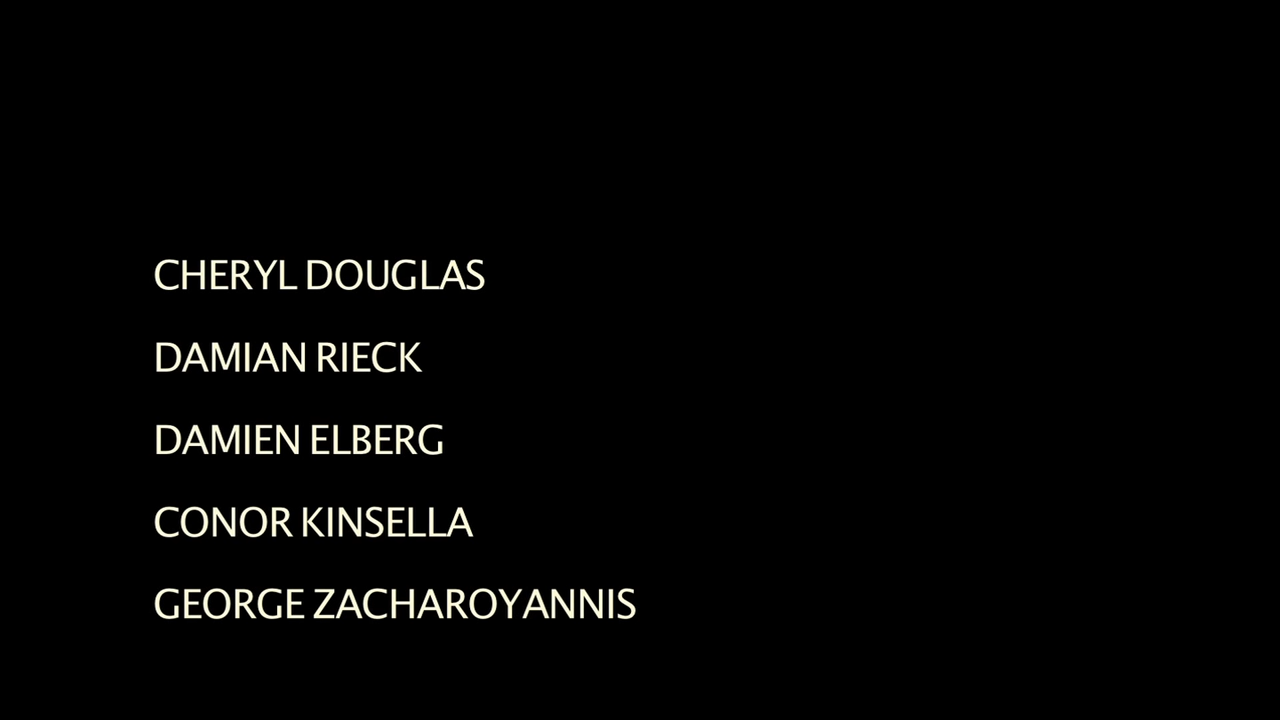 CHERYL DOUGLAS
DAMIAN RIECK
DAMIEN ELBERG
CONOR KINSELLA
GEORGE ZACHAROYANNIS